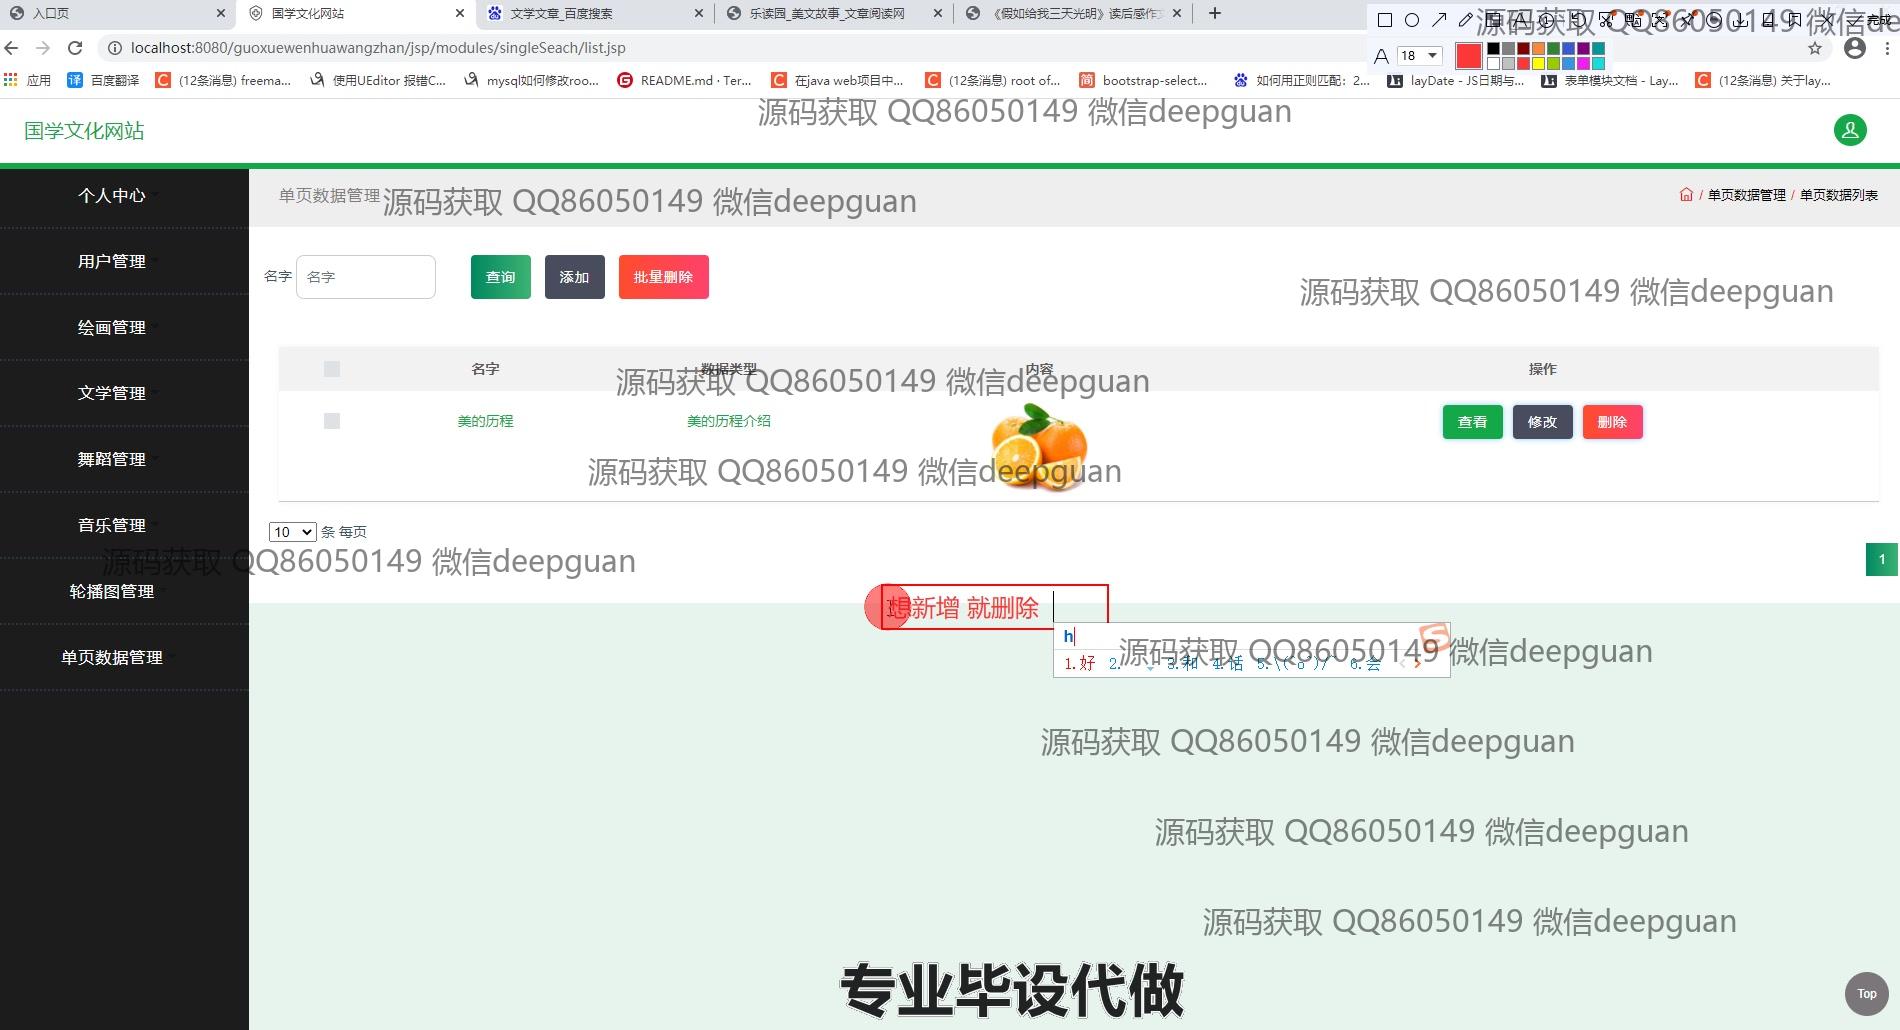 入口页
国学文化网站
文学文章_百度搜索
乐读园_美文故事_文章阅读网
《假如给我三天光明》读后感作文
源码获取 QQ86050149 微信de
完成
localhost:8080/guoxuewenhuawangzhan/jsp/modules/singleSeach/list.jsp
A 18
应用
百度翻译
(12条消息) freema...
使用UEditor 报错C...
mysql如何修改roo...
README.md · Ter...
在java web项目中...
(12条消息) root of...
bootstrap-select...
如何用正则匹配：2...
layDate - JS日期与...
表单模块文档 - Lay...
(12条消息) 关于lay...
源码获取 QQ86050149 微信deepguan
国学文化网站
个人中心
单页数据管理
源码获取 QQ86050149 微信deepguan
/ 单页数据管理 / 单页数据列表
用户管理
名字 名字 查询 添加 批量删除
源码获取 QQ86050149 微信deepguan
绘画管理
名字 数据类型 内容 操作
源码获取 QQ86050149 微信deepguan
文学管理
美的历程 美的历程介绍 查看 修改 删除
舞蹈管理
源码获取 QQ86050149 微信deepguan
音乐管理
10 条 每页
源码获取 QQ86050149 微信deepguan
1
轮播图管理
想新增 就删除
h
单页数据管理
1.好 2. 3.和 4.话 6.会
源码获取 QQ86050149 微信deepguan
源码获取 QQ86050149 微信deepguan
源码获取 QQ86050149 微信deepguan
源码获取 QQ86050149 微信deepguan
专业毕设代做
Top